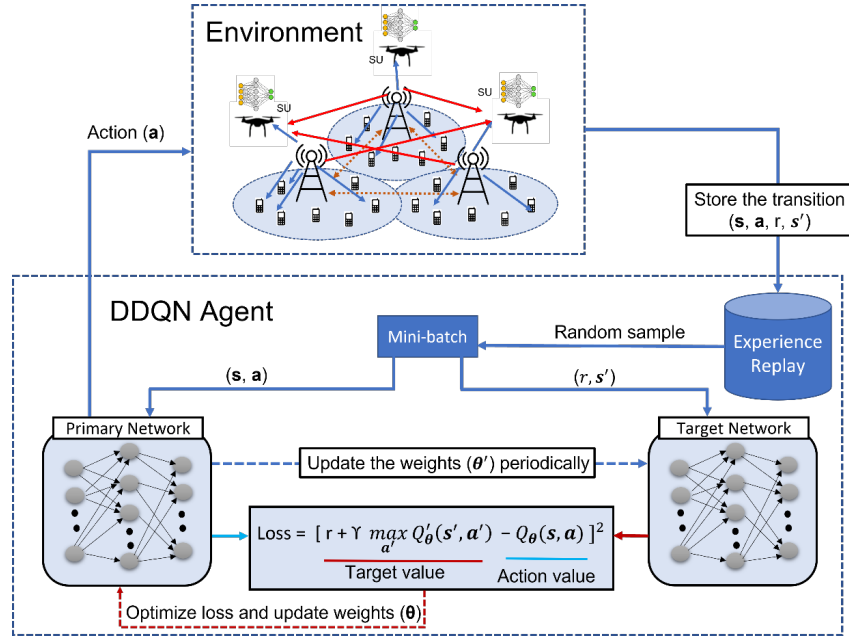 Environment
SU
SU
SU
Action (a)
Store the transition
(s, a, r, s′)
DDQN Agent
Mini-batch
Random sample
Experience
Replay
(s, a)
(r, s′)
Primary Network
Target Network
Update the weights (θ′) periodically
Loss = [ r + ϒ max Q′θ(s′, a′) − Qθ(s, a) ]²
a′
Target value
Action value
Optimize loss and update weights (θ)